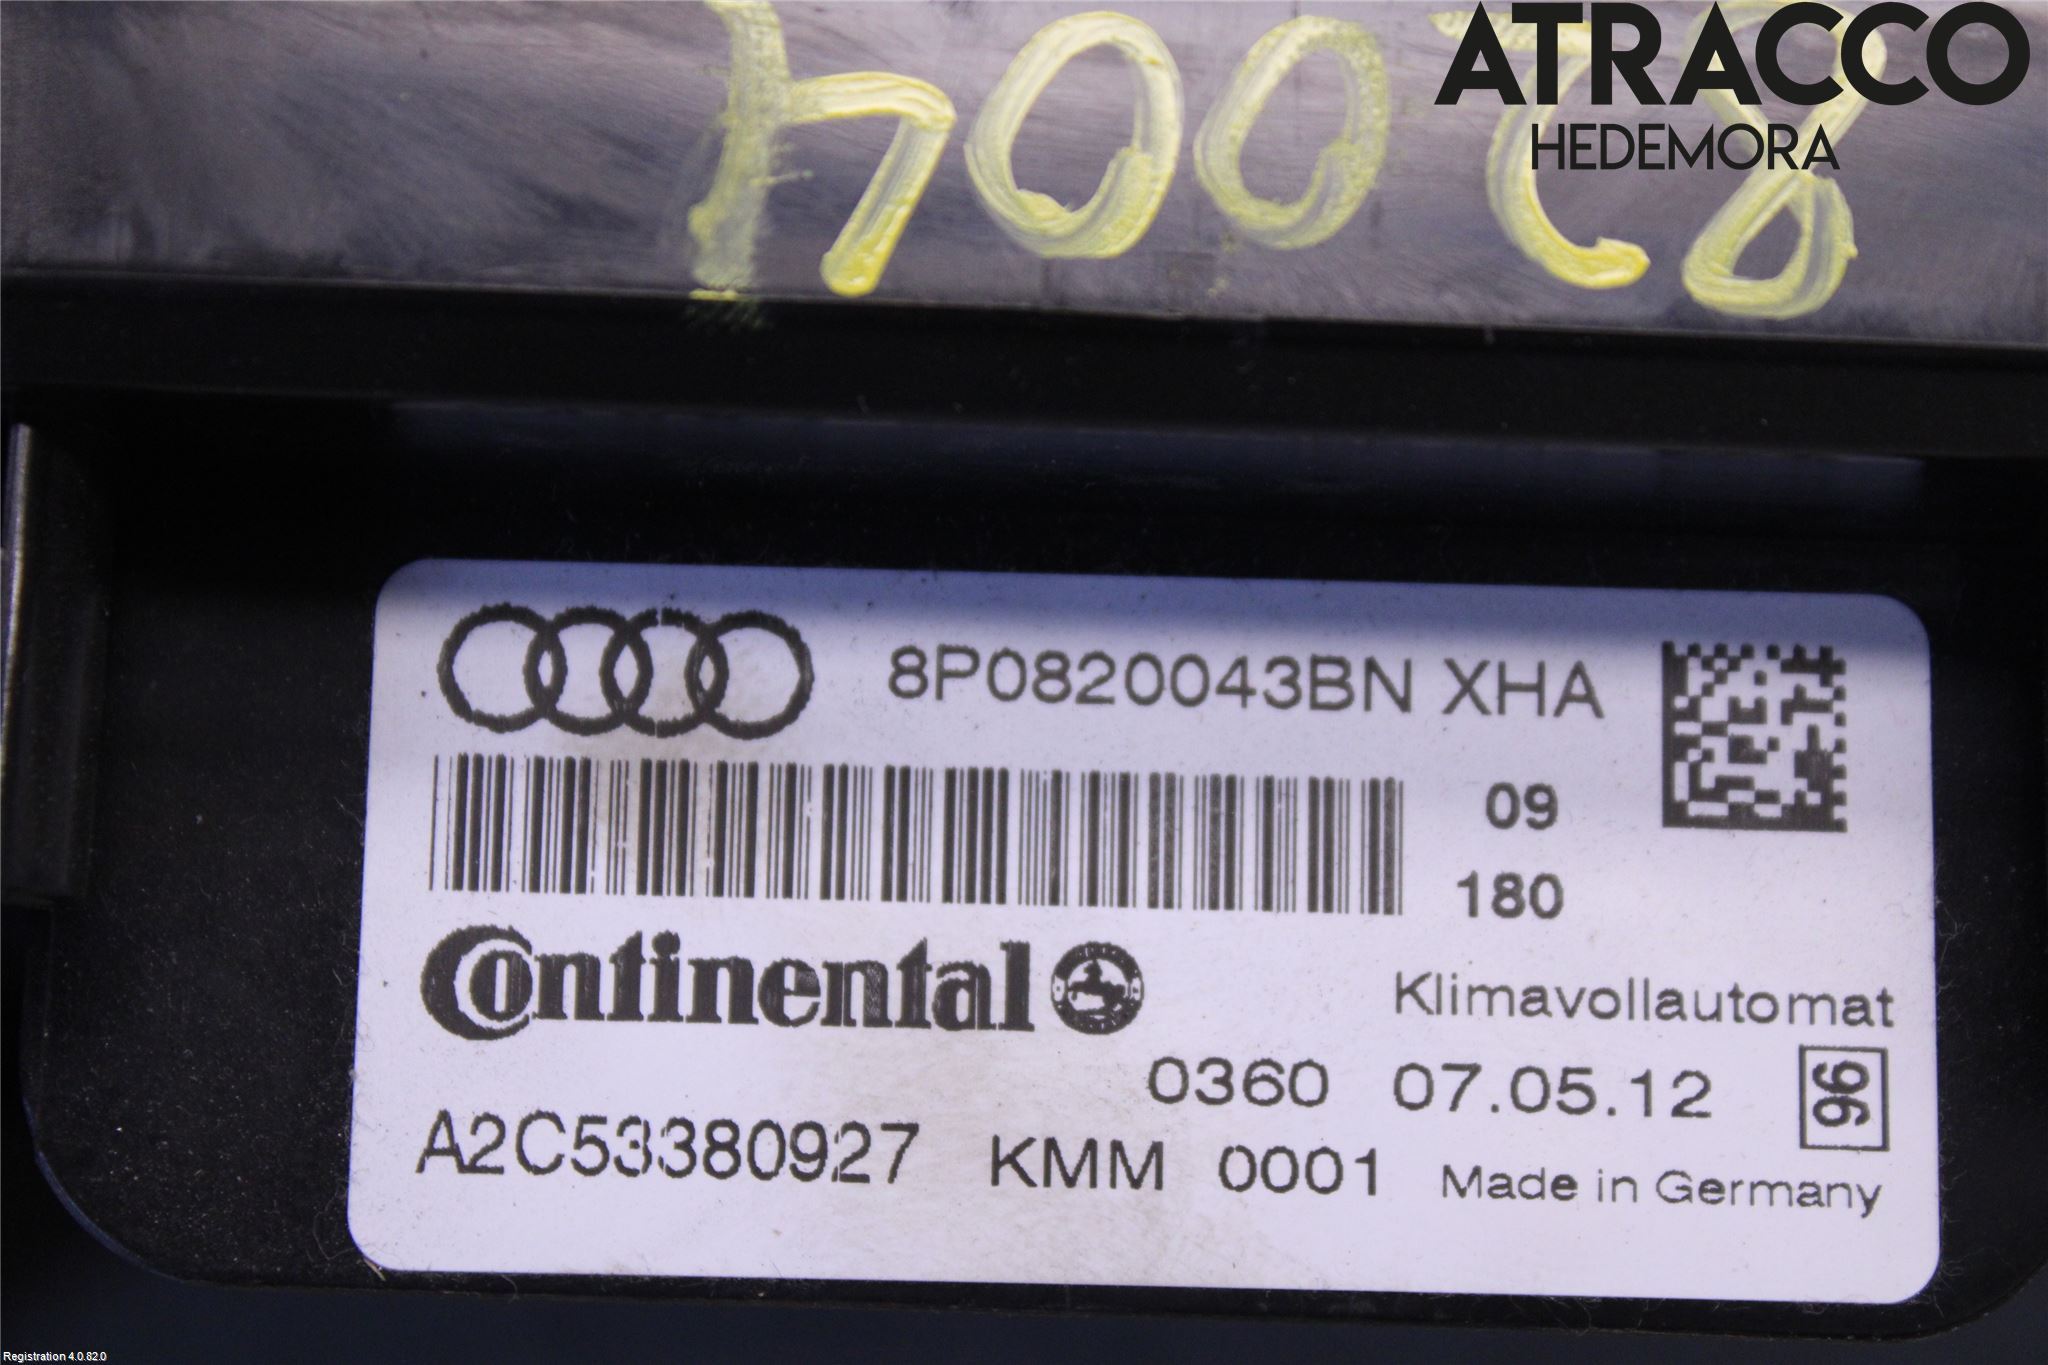 82004
ATRACCO
HEDEMORA
8P0820043BN XHA
09
180
Continental
Klimavollautomat
0360 07.05.12 96
A2C53380927 KMM 0001 Made in Germany
Registration 4.0.82.0